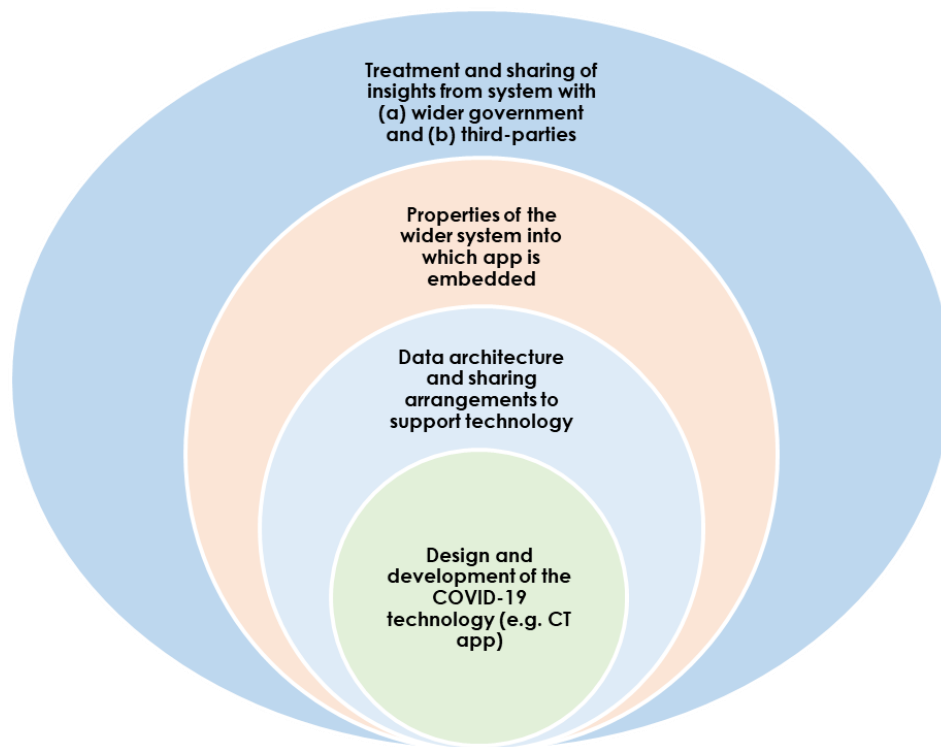 Treatment and sharing of
insights from system with
(a) wider government
and (b) third-parties
Properties of the
wider system into
which app is
embedded
Data architecture
and sharing
arrangements to
support technology
Design and
development of the
COVID-19
technology (e.g. CT
app)